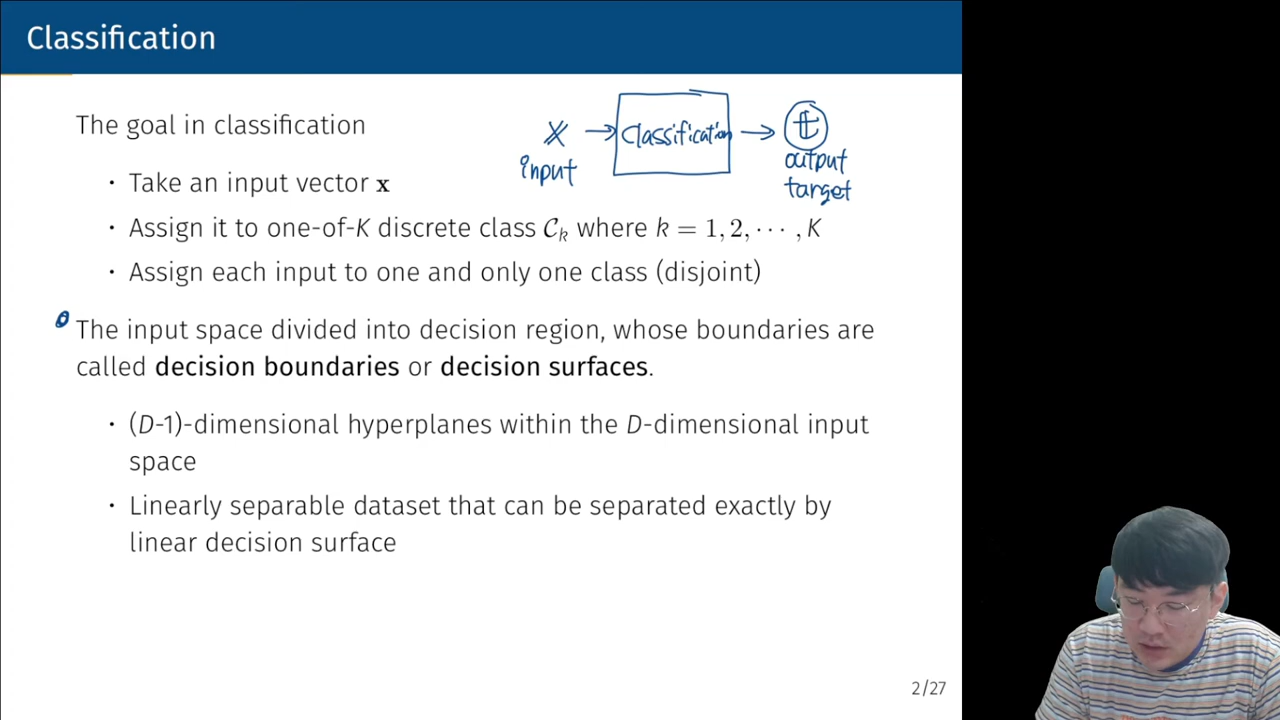 Classification
The goal in classification
x → Classification → t
input
output
target
· Take an input vector x
· Assign it to one-of-K discrete class 𝒞ₖ where k = 1, 2, ⋯ , K
· Assign each input to one and only one class (disjoint)
The input space divided into decision region, whose boundaries are
called decision boundaries or decision surfaces.
· (D-1)-dimensional hyperplanes within the D-dimensional input
space
· Linearly separable dataset that can be separated exactly by
linear decision surface
2/27